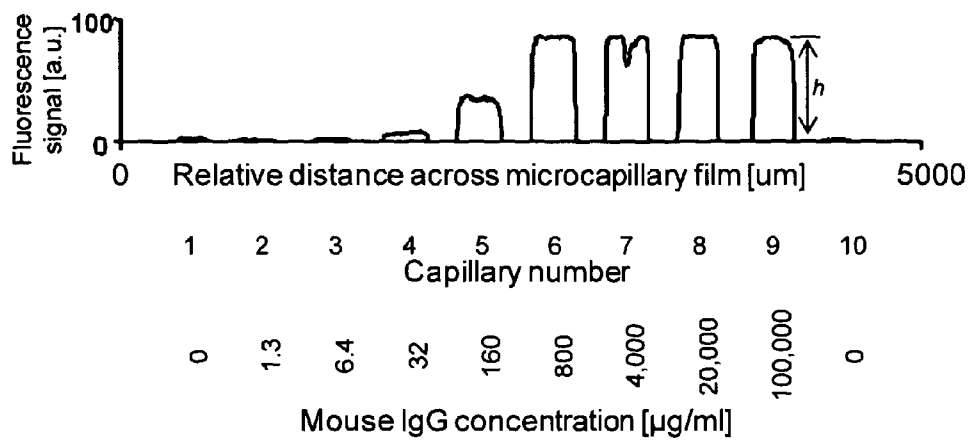 Fluorescence
signal [a.u.]
100
0
h
0 Relative distance across microcapillary film [um] 5000
1 2 3 4 5 6 7 8 9 10
Capillary number
0 1.3 6.4 32 160 800 4,000 20,000 100,000 0
Mouse IgG concentration [µg/ml]